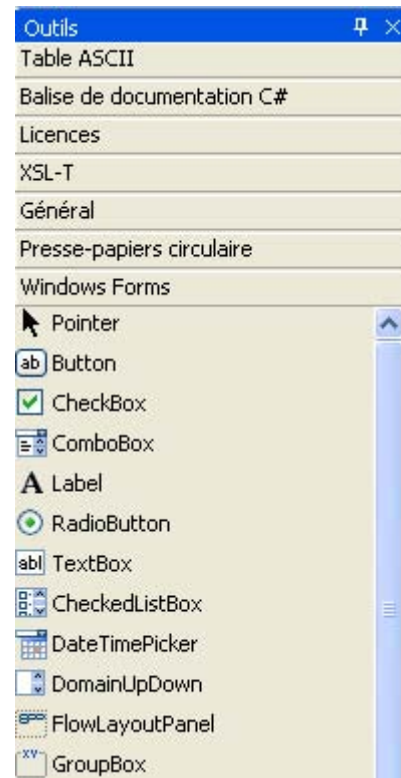 Outils
Table ASCII
Balise de documentation C#
Licences
XSL-T
Général
Presse-papiers circulaire
Windows Forms
Pointer
ab Button
CheckBox
ComboBox
A Label
RadioButton
abl TextBox
CheckedListBox
DateTimePicker
DomainUpDown
FlowLayoutPanel
xy GroupBox